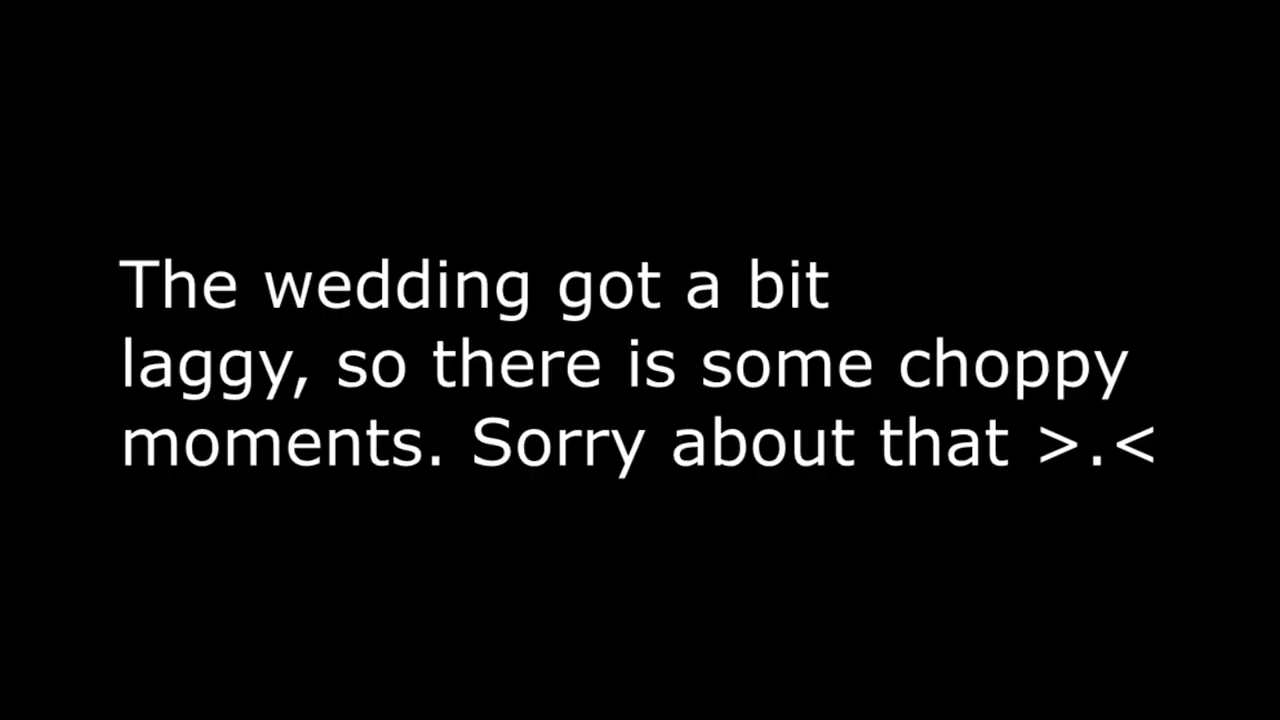 The wedding got a bit
laggy, so there is some choppy
moments. Sorry about that >.<